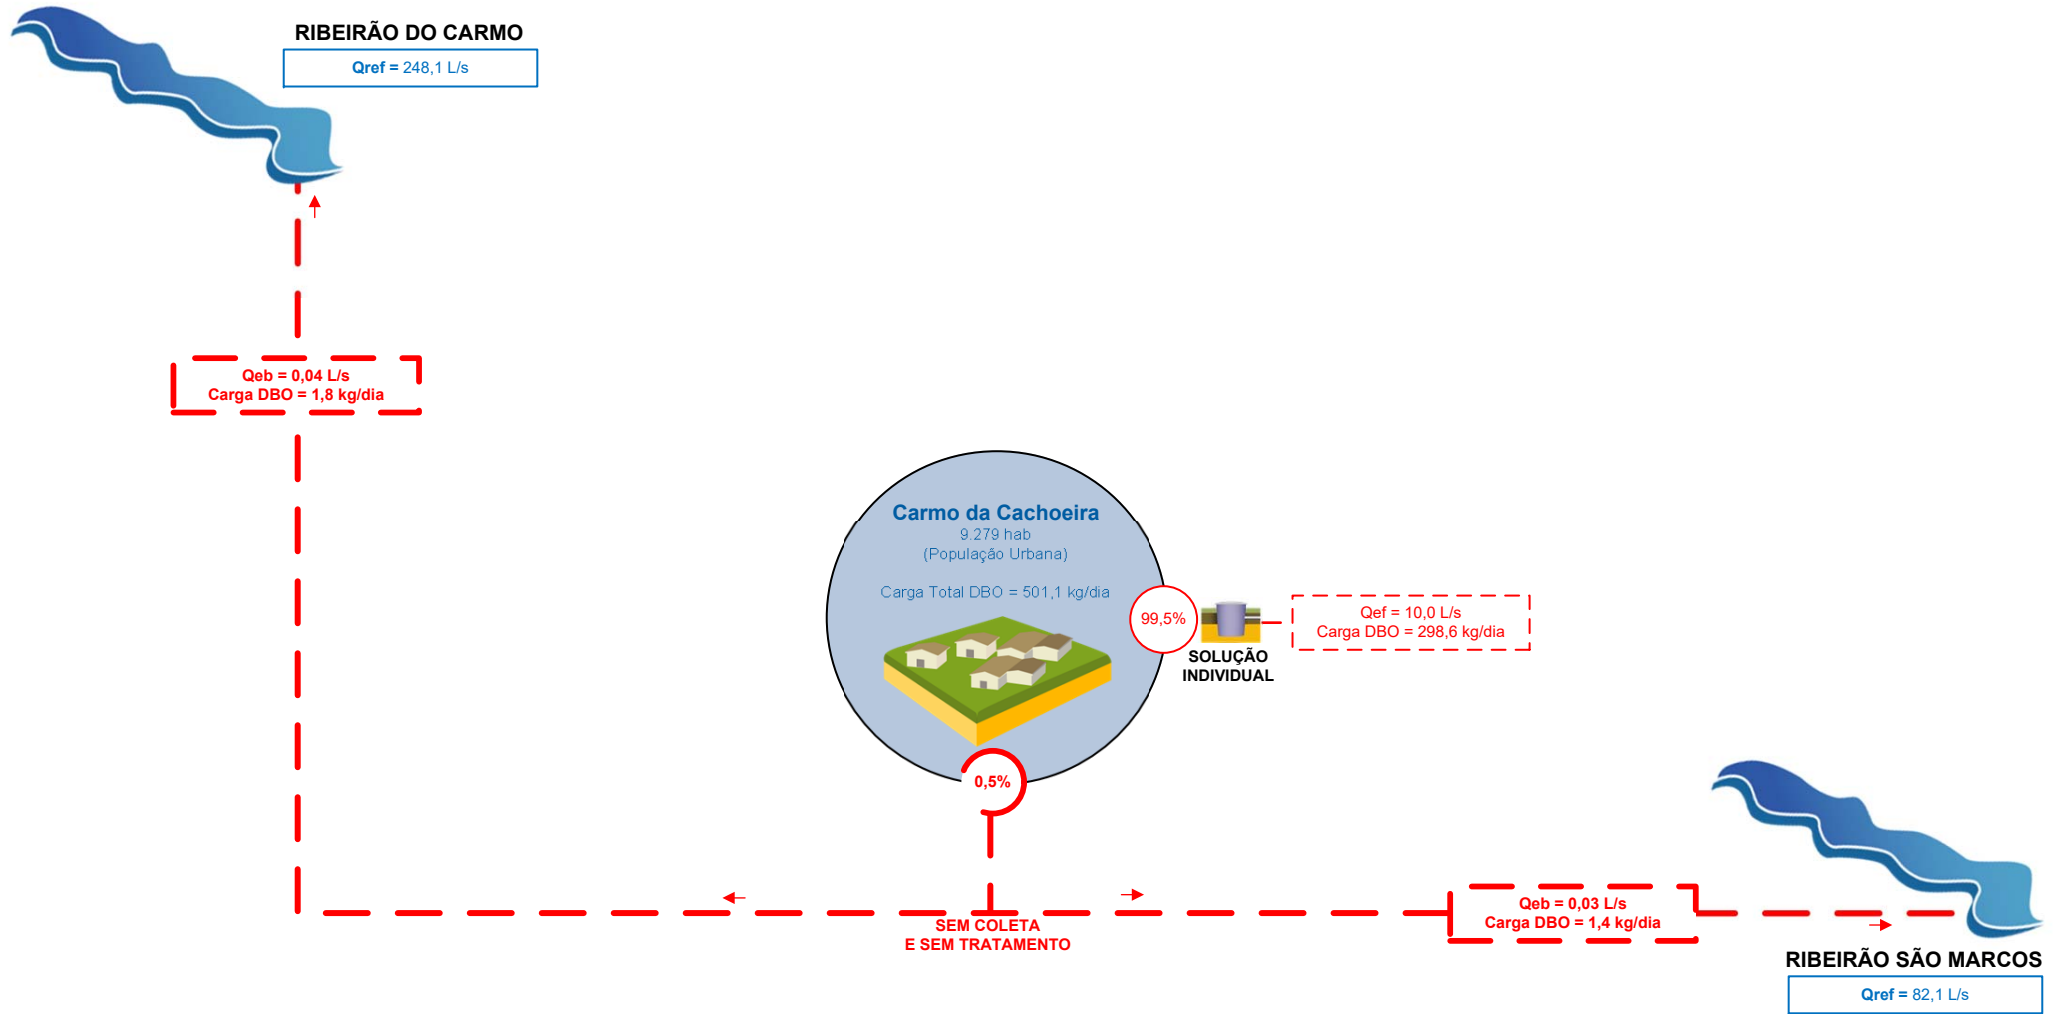 RIBEIRÃO DO CARMO
Qref = 248,1 L/s
Qeb = 0,04 L/s
Carga DBO = 1,8 kg/dia
Carmo da Cachoeira
9.279 hab
(População Urbana)
Carga Total DBO = 501,1 kg/dia
99,5%
SOLUÇÃO
INDIVIDUAL
Qef = 10,0 L/s
Carga DBO = 298,6 kg/dia
0,5%
SEM COLETA
E SEM TRATAMENTO
Qeb = 0,03 L/s
Carga DBO = 1,4 kg/dia
RIBEIRÃO SÃO MARCOS
Qref = 82,1 L/s